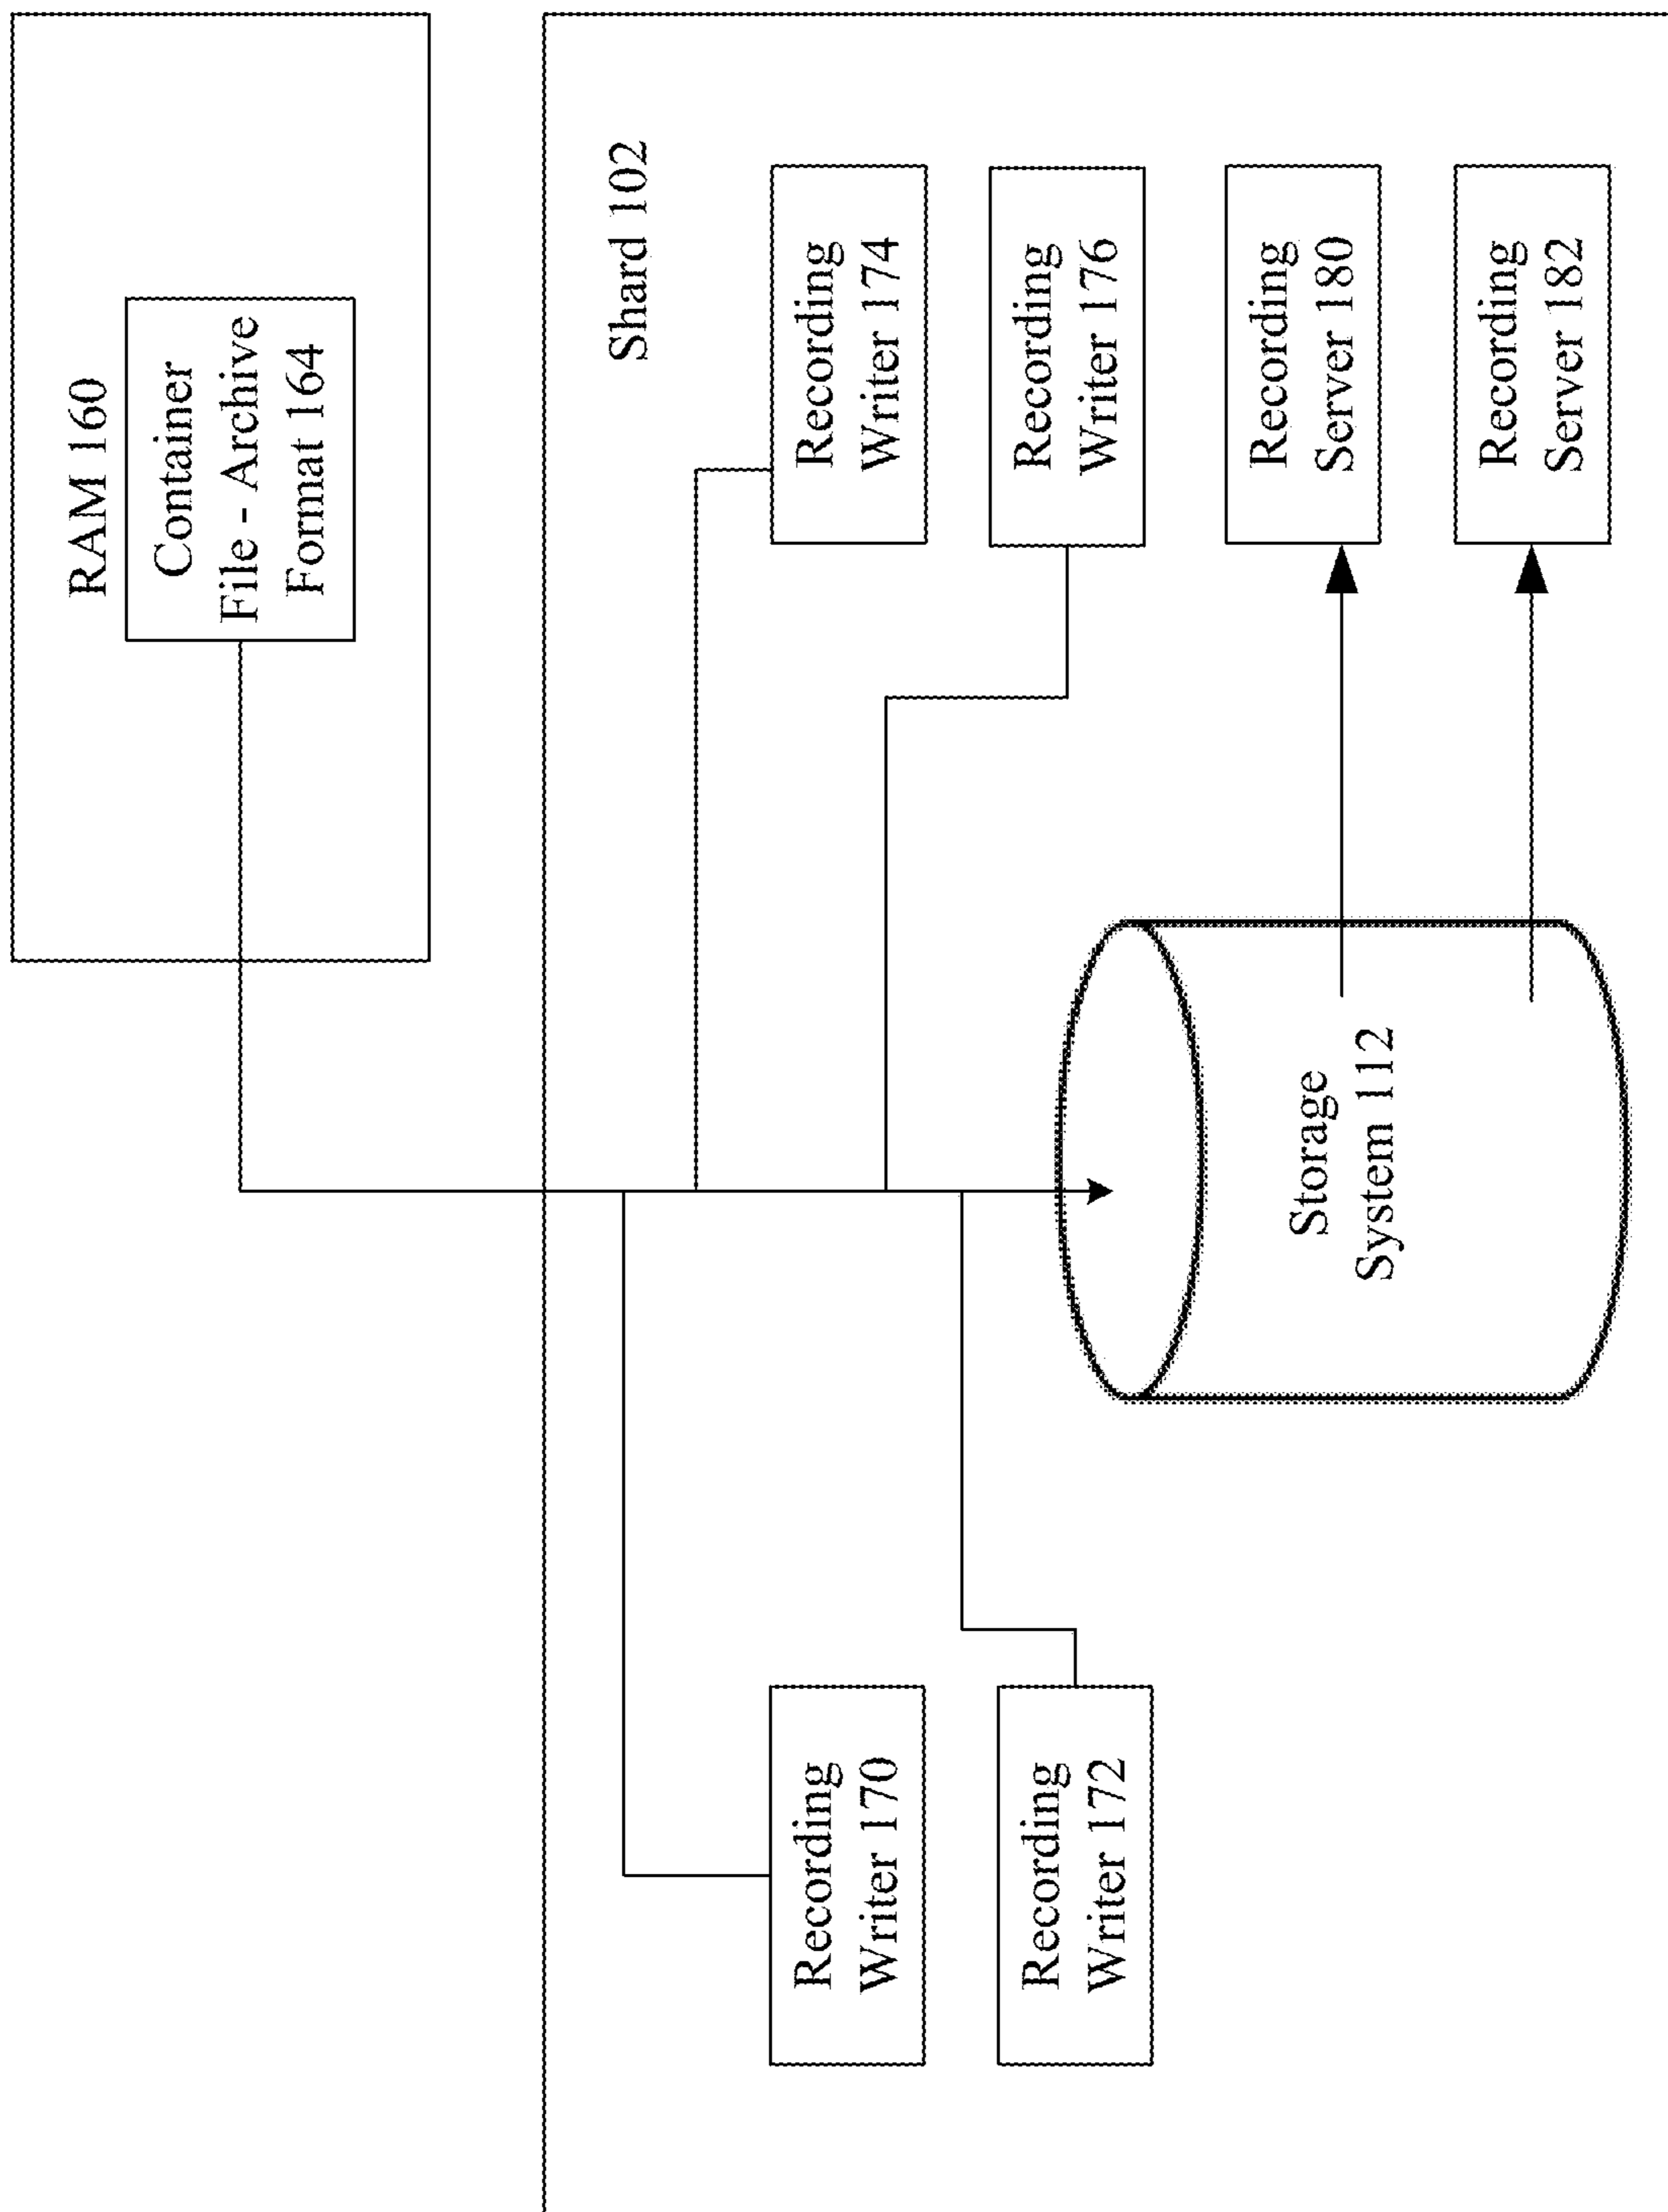 RAM 160
Container
File - Archive
Format 164
Shard 102
Recording
Writer 170
Recording
Writer 174
Recording
Writer 172
Recording
Writer 176
Storage
System 112
Recording
Server 180
Recording
Server 182